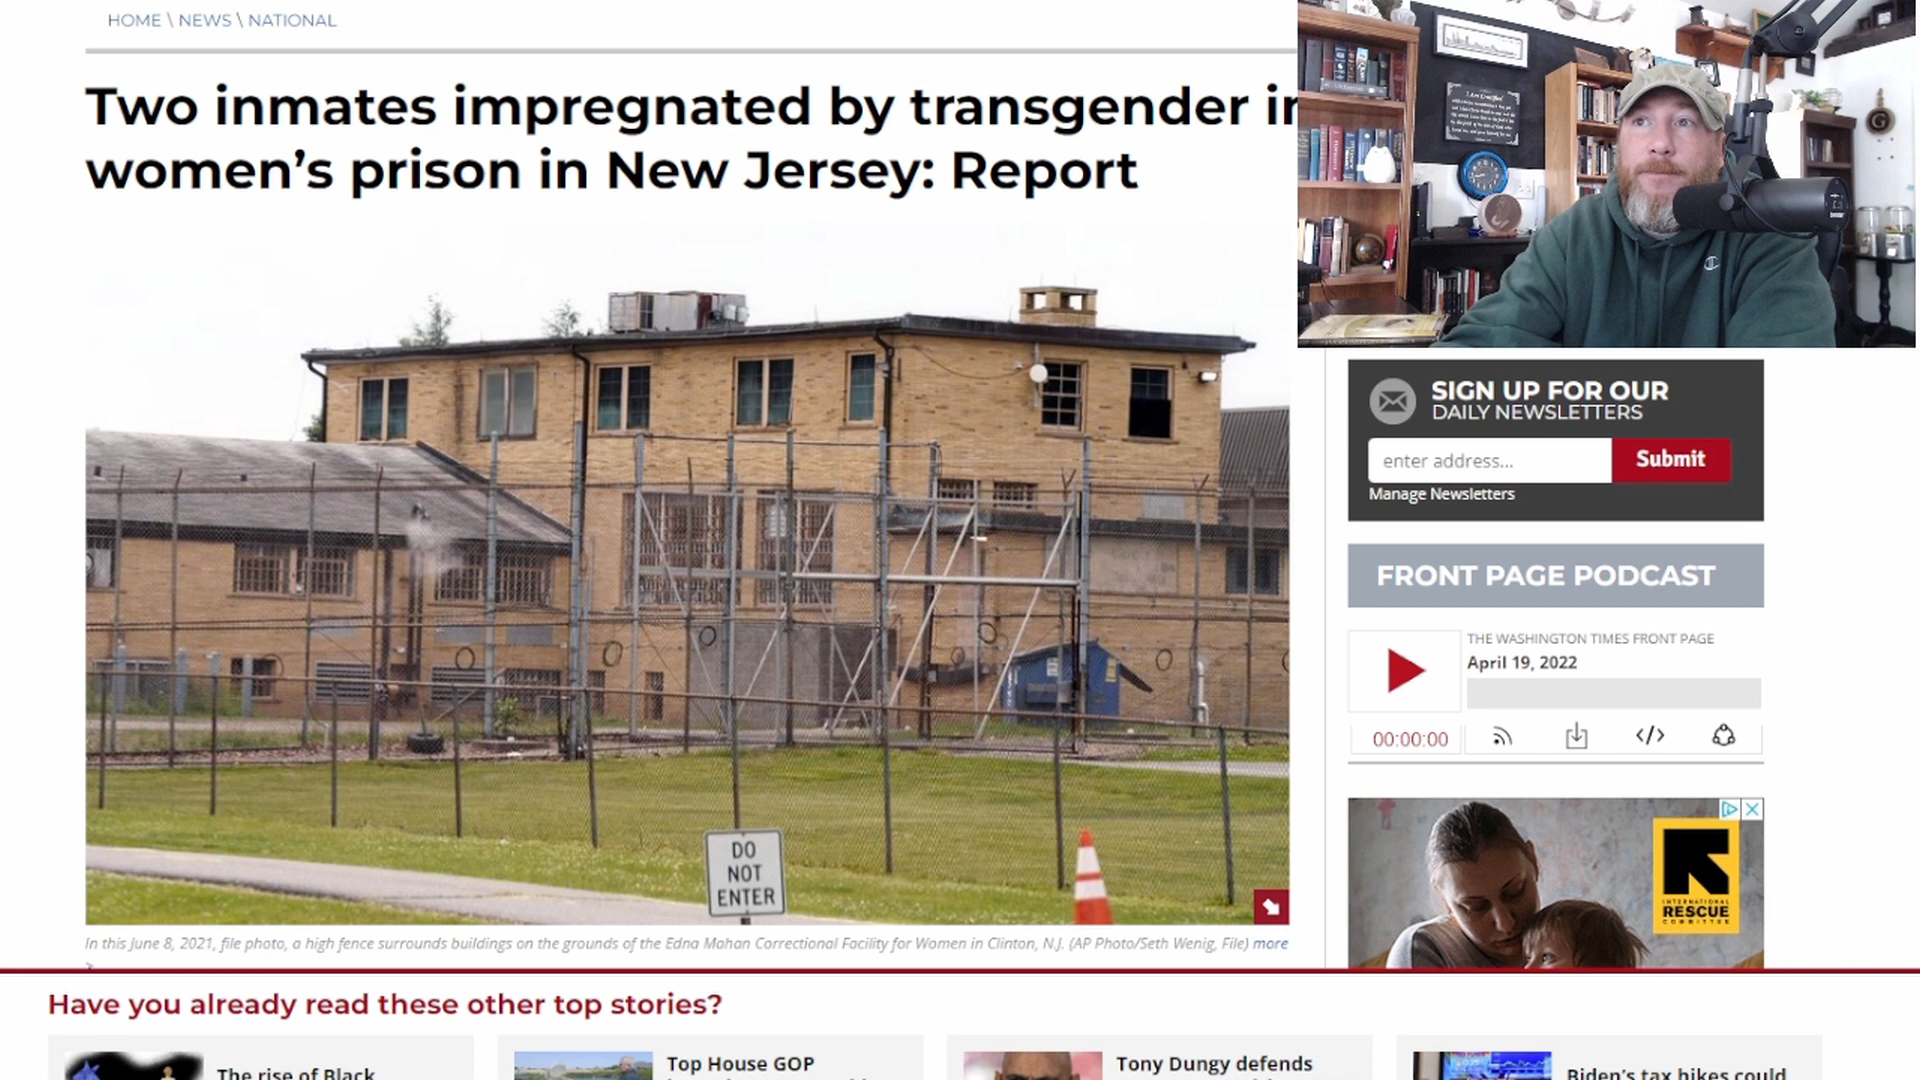 HOME \ NEWS \ NATIONAL
Two inmates impregnated by transgender
women's prison in New Jersey: Report
In this June 8, 2021, file photo, a high fence surrounds buildings on the grounds of the Edna Mahan Correctional Facility for Women in Clinton, N.J. (AP Photo/Seth Wenig, File) more
>
DO
NOT
ENTER
SIGN UP FOR OUR
DAILY NEWSLETTERS
enter address...
Submit
Manage Newsletters
FRONT PAGE PODCAST
THE WASHINGTON TIMES FRONT PAGE
April 19, 2022
00:00:00
INTERNATIONAL
RESCUE
COMMITTEE
Have you already read these other top stories?
The rise of Black
Top House GOP
Tony Dungy defends
Biden's tax hikes could